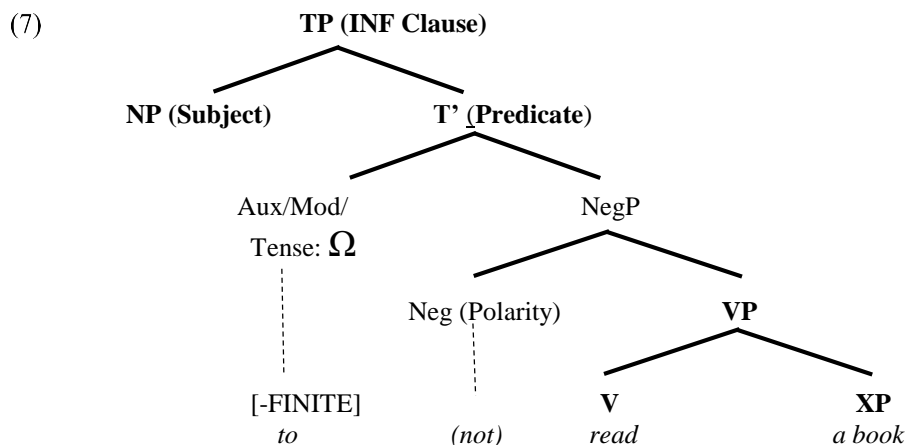 (7) TP (INF Clause)
NP (Subject) T’ (Predicate)
Aux/Mod/ NegP
Tense: Ω
Neg (Polarity) VP
[-FINITE] V XP
to (not) read a book